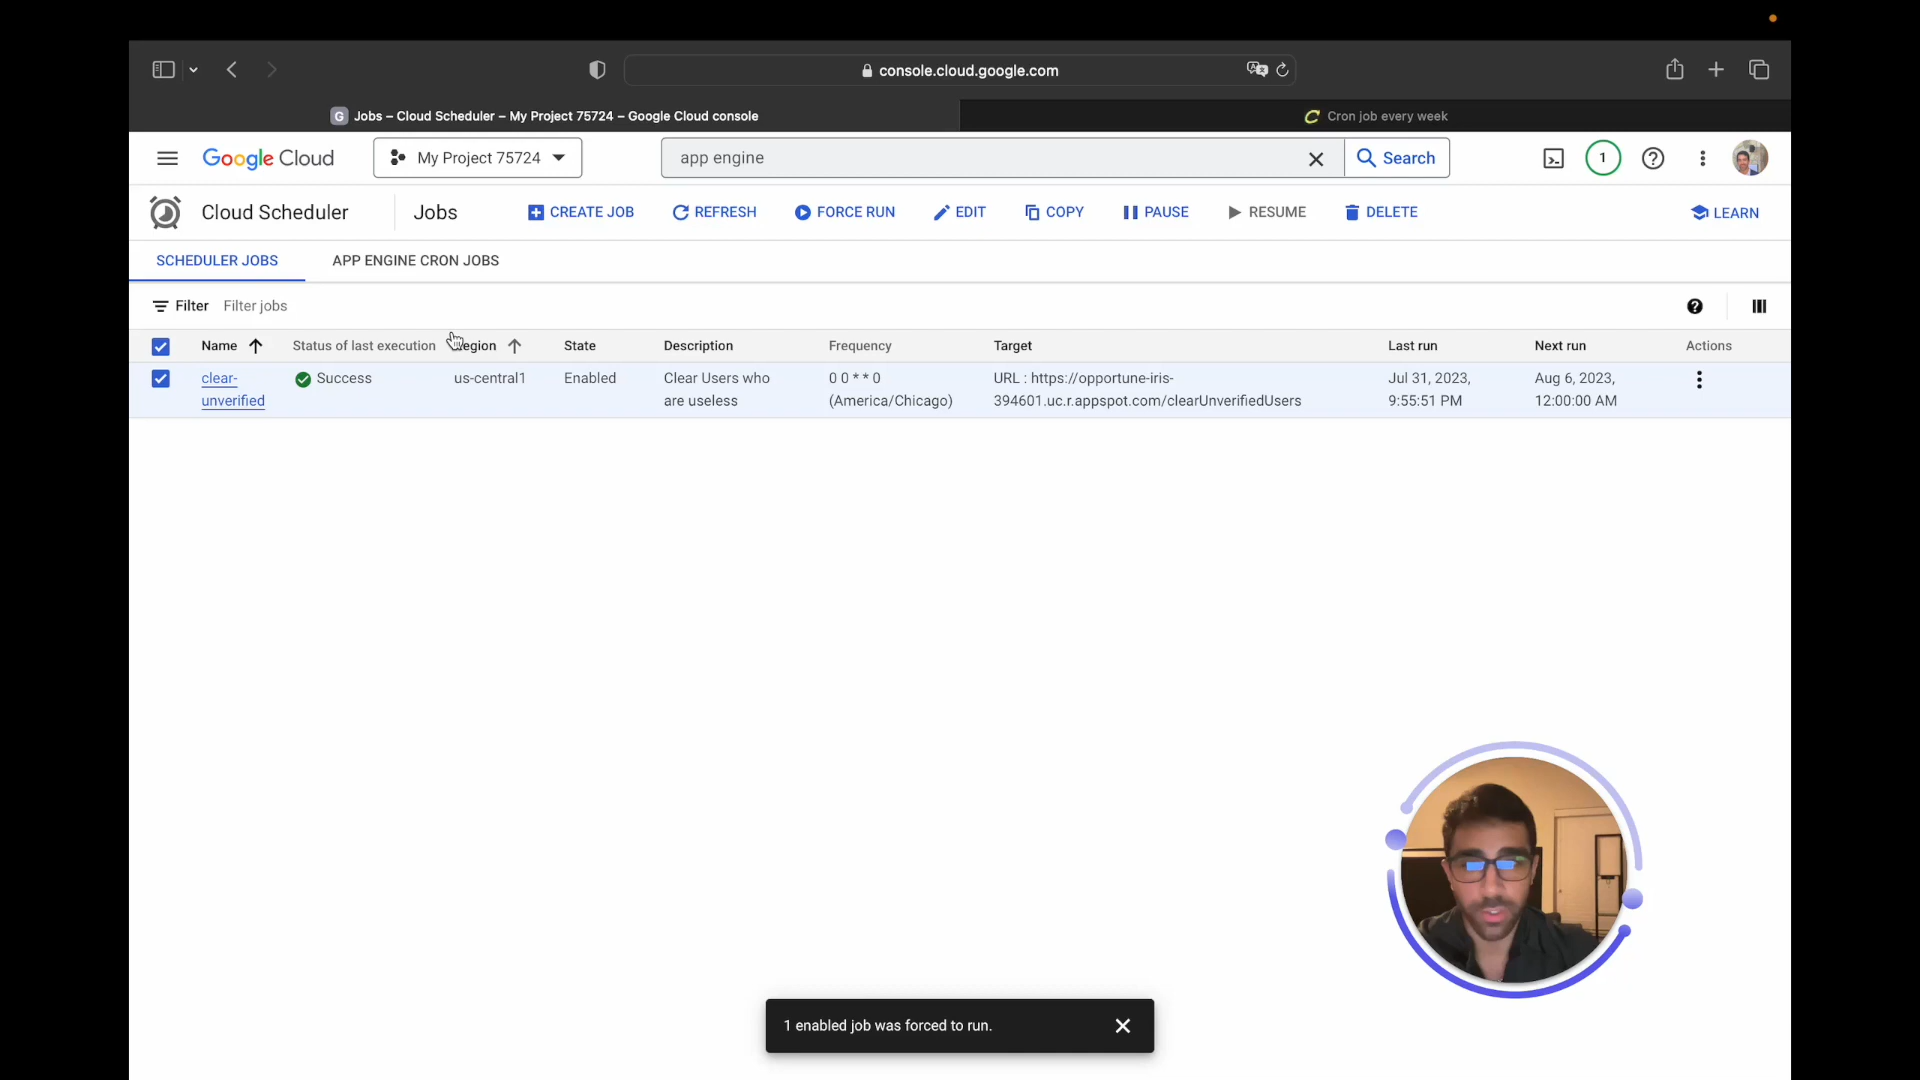 console.cloud.google.com
G Jobs – Cloud Scheduler – My Project 75724 – Google Cloud console
Cron job every week
Google Cloud
My Project 75724
app engine
Search
1
Cloud Scheduler
Jobs
CREATE JOB
REFRESH
FORCE RUN
EDIT
COPY
PAUSE
RESUME
DELETE
LEARN
SCHEDULER JOBS
APP ENGINE CRON JOBS
Filter
Filter jobs
Name
Status of last execution
State
Description
Frequency
Target
Last run
Next run
Actions
clear-
unverified
Success
us-central1
Enabled
Clear Users who
are useless
0 0 * * 0
(America/Chicago)
URL : https://opportune-iris-
394601.uc.r.appspot.com/clearUnverifiedUsers
Jul 31, 2023,
9:55:51 PM
Aug 6, 2023,
12:00:00 AM
1 enabled job was forced to run.